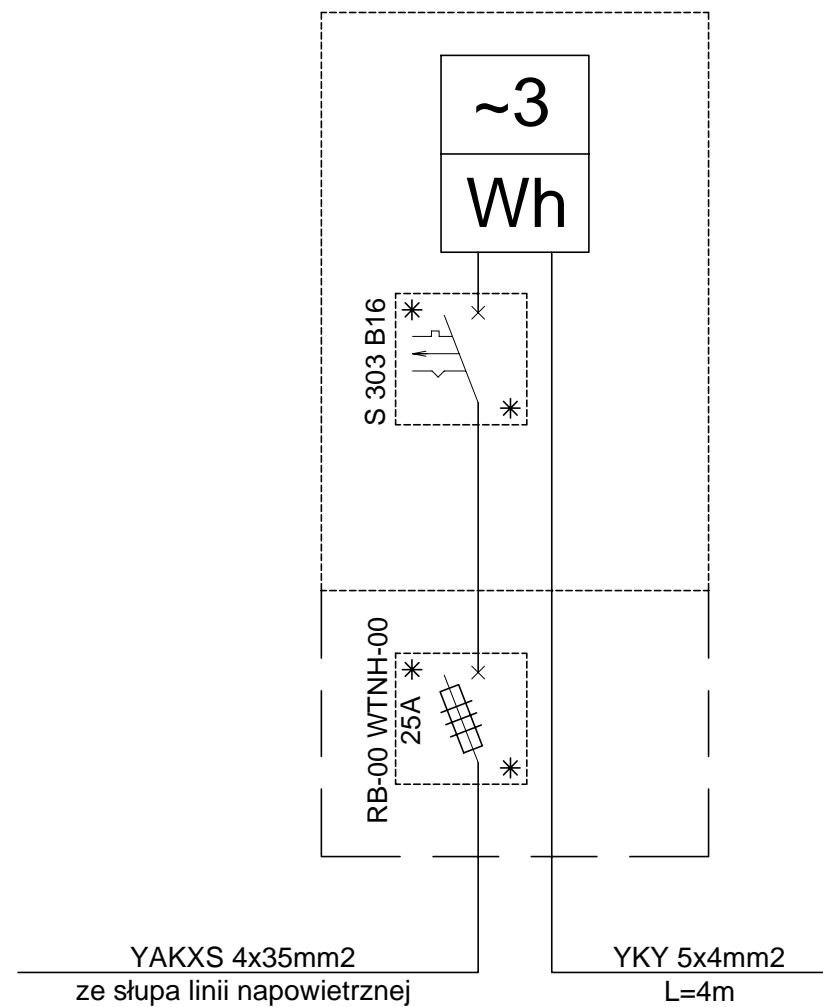 ~3
Wh
S 303 B16
RB-00 WTNH-00
25A
YAKXS 4x35mm2
ze słupa linii napowietrznej
YKY 5x4mm2
L=4m